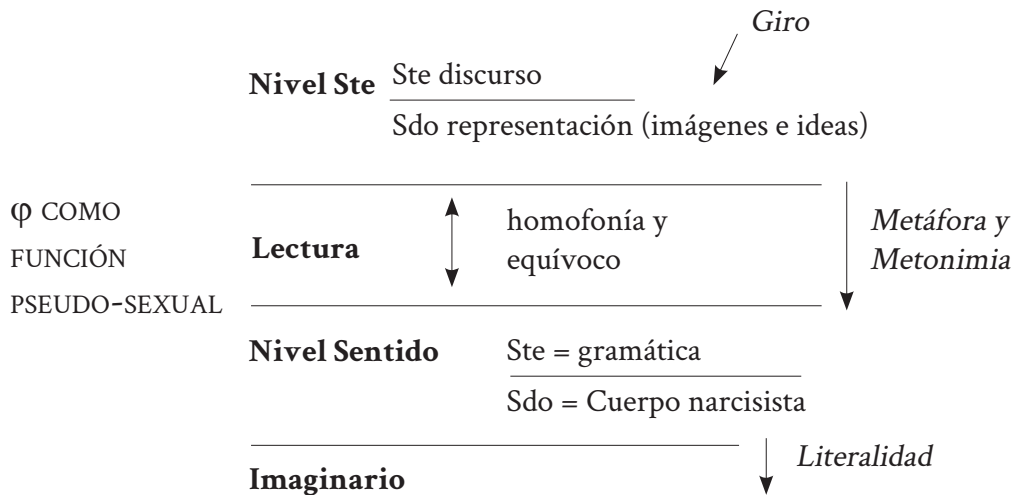 Giro
Nivel Ste
Ste discurso
Sdo representación (imágenes e ideas)
φ COMO
FUNCIÓN
PSEUDO-SEXUAL
Lectura
homofonía y
equívoco
Metáfora y
Metonimia
Nivel Sentido
Ste = gramática
Sdo = Cuerpo narcisista
Literalidad
Imaginario